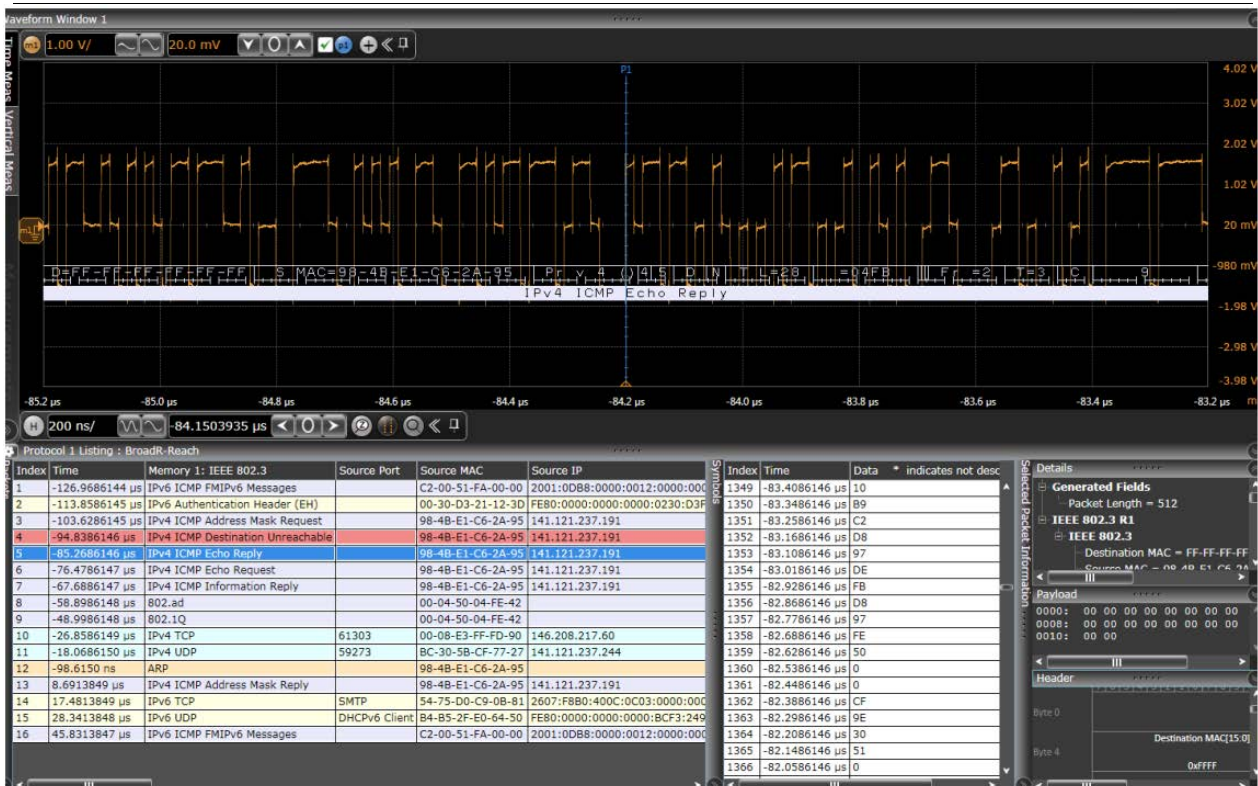 Waveform Window 1
1.00 V/ 20.0 mV
Time Meas
Vertical Meas
P1
4.02 V
3.02 V
2.02 V
1.02 V
20 mV
-980 mV
-1.98 V
-2.98 V
-3.98 V
D=FF-FF-FF-FF-FF-FF S MAC=98-4B-E1-C6-2A-95 Pr v 4 ()4 5 D N T L=28 =04FB Fr =2 T=3 C 9
IPv4 ICMP Echo Reply
-85.2 µs -85.0 µs -84.8 µs -84.6 µs -84.4 µs -84.2 µs -84.0 µs -83.8 µs -83.6 µs -83.4 µs -83.2 µs
H 200 ns/ -84.1503935 µs
Protocol 1 Listing : BroadR-Reach
Index Time Memory 1: IEEE 802.3 Source Port Source MAC Source IP
1 -126.9686144 µs IPv6 ICMP FMIPv6 Messages C2-00-51-FA-00-00 2001:0DB8:0000:0012:0000:000
2 -113.8586145 µs IPv6 Authentication Header (EH) 00-30-D3-21-12-3D FE80:0000:0000:0000:0230:D3F
3 -103.6286145 µs IPv4 ICMP Address Mask Request 98-4B-E1-C6-2A-95 141.121.237.191
4 -94.8386146 µs IPv4 ICMP Destination Unreachable 98-4B-E1-C6-2A-95 141.121.237.191
5 -85.2686146 µs IPv4 ICMP Echo Reply 98-4B-E1-C6-2A-95 141.121.237.191
6 -76.4786147 µs IPv4 ICMP Echo Request 98-4B-E1-C6-2A-95 141.121.237.191
7 -67.6886147 µs IPv4 ICMP Information Reply 98-4B-E1-C6-2A-95 141.121.237.191
8 -58.8986148 µs 802.ad 00-04-50-04-FE-42
9 -48.9986148 µs 802.1Q 00-04-50-04-FE-42
10 -26.8586149 µs IPv4 TCP 61303 00-08-E3-FF-FD-90 146.208.217.60
11 -18.0686150 µs IPv4 UDP 59273 BC-30-5B-CF-77-27 141.121.237.244
12 -98.6150 ns ARP 98-4B-E1-C6-2A-95
13 8.6913849 µs IPv4 ICMP Address Mask Reply 98-4B-E1-C6-2A-95 141.121.237.191
14 17.4813849 µs IPv6 TCP SMTP 54-75-D0-C9-0B-81 2607:F8B0:400C:0C03:0000:000
15 28.3413848 µs IPv6 UDP DHCPv6 Client B4-B5-2F-E0-64-50 FE80:0000:0000:0000:BCF3:249
16 45.8313847 µs IPv6 ICMP FMIPv6 Messages C2-00-51-FA-00-00 2001:0DB8:0000:0012:0000:000
Symbols
Index Time Data * indicates not desc
1349 -83.4086146 µs 10
1350 -83.3486146 µs B9
1351 -83.2586146 µs C2
1352 -83.1686146 µs D8
1353 -83.1086146 µs 97
1354 -83.0186146 µs DE
1355 -82.9286146 µs FB
1356 -82.8686146 µs D8
1357 -82.7786146 µs 97
1358 -82.6886146 µs FE
1359 -82.6286146 µs 50
1360 -82.5386146 µs 0
1361 -82.4486146 µs 0
1362 -82.3886146 µs CF
1363 -82.2986146 µs 9E
1364 -82.2086146 µs 30
1365 -82.1486146 µs 51
1366 -82.0586146 µs 0
Selected Packet Information
Details
Generated Fields
Packet Length = 512
IEEE 802.3 R1
IEEE 802.3
Destination MAC = FF-FF-FF-FF
Source MAC = 98-4B-E1-C6-2A
Payload
0000: 00 00 00 00 00 00 00 00
0008: 00 00 00 00 00 00 00 00
0010: 00 00
Header
Byte 0
Destination MAC[15:0]
Byte 4
0xFFFF